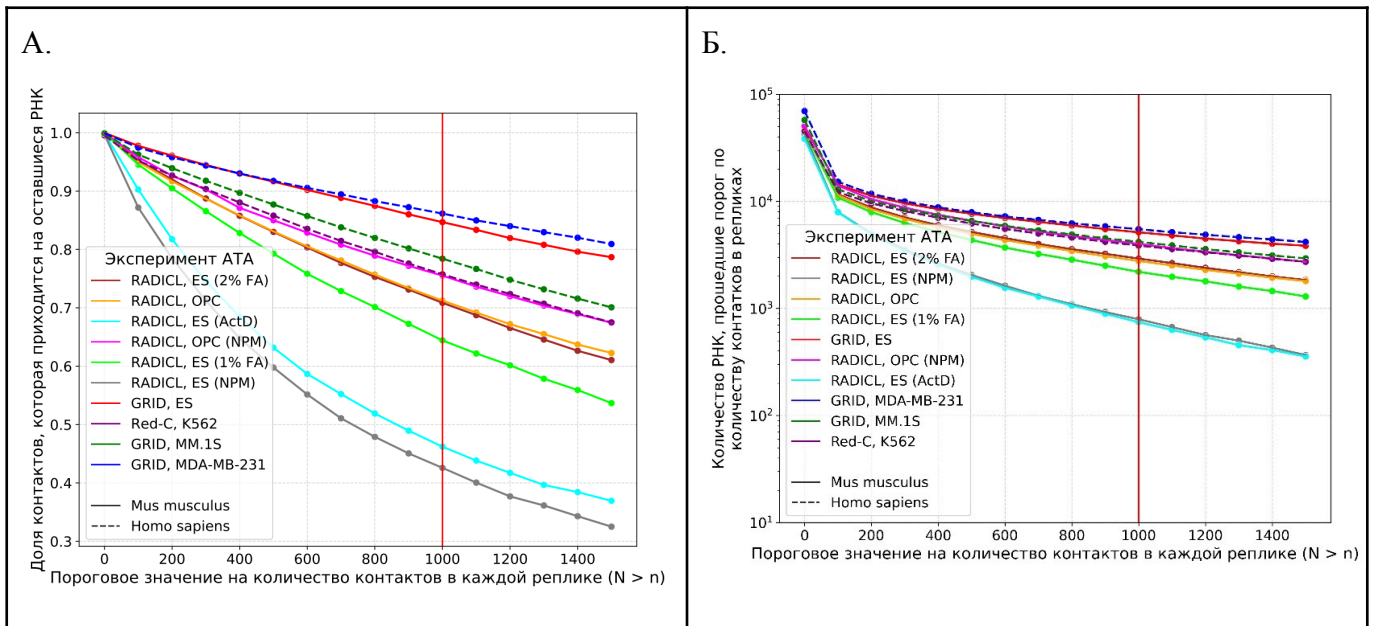 А.
Доля контактов, которая приходится на оставшиеся РНК
1.0
0.9
0.8
0.7
0.6
0.5
0.4
0.3
Эксперимент ATA
RADICL, ES (2% FA)
RADICL, OPC
RADICL, ES (ActD)
RADICL, OPC (NPM)
RADICL, ES (1% FA)
RADICL, ES (NPM)
GRID, ES
Red-C, K562
GRID, MM.1S
GRID, MDA-MB-231
Mus musculus
Homo sapiens
0 200 400 600 800 1000 1200 1400
Пороговое значение на количество контактов в каждой реплике (N > n)
Б.
Количество РНК, прошедшие порог по
количеству контактов в репликах
10^5
10^4
10^3
10^2
10^1
Эксперимент ATA
RADICL, ES (2% FA)
RADICL, ES (NPM)
RADICL, OPC
RADICL, ES (1% FA)
GRID, ES
RADICL, OPC (NPM)
RADICL, ES (ActD)
GRID, MDA-MB-231
GRID, MM.1S
Red-C, K562
Mus musculus
Homo sapiens
0 200 400 600 800 1000 1200 1400
Пороговое значение на количество контактов в каждой реплике (N > n)